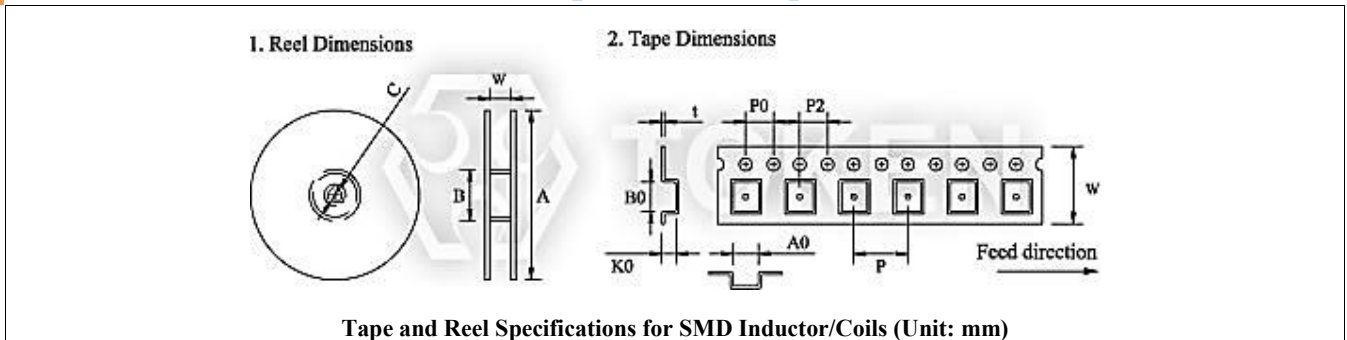 1. Reel Dimensions
2. Tape Dimensions
TOKEN
C
W
B
A
t
P0
P2
B0
W
K0
A0
P
Feed direction
Tape and Reel Specifications for SMD Inductor/Coils (Unit: mm)